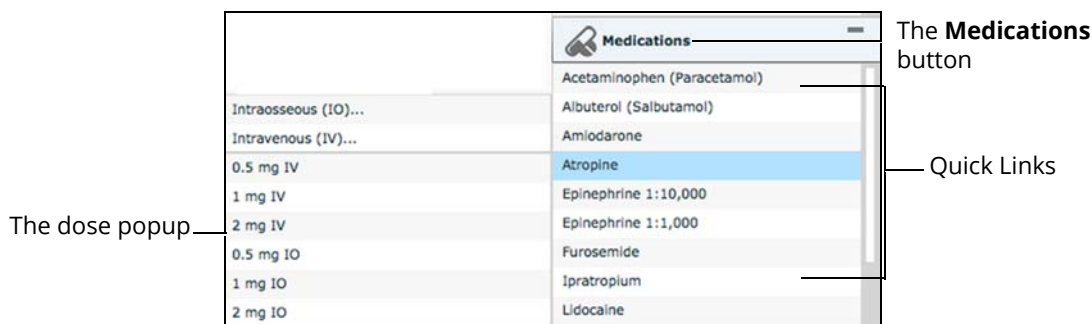 Medications
Acetaminophen (Paracetamol)
Albuterol (Salbutamol)
Amiodarone
Atropine
Epinephrine 1:10,000
Epinephrine 1:1,000
Furosemide
Ipratropium
Lidocaine
Intraosseous (IO)...
Intravenous (IV)...
0.5 mg IV
1 mg IV
2 mg IV
0.5 mg IO
1 mg IO
2 mg IO
The dose popup
The Medications
button
Quick Links